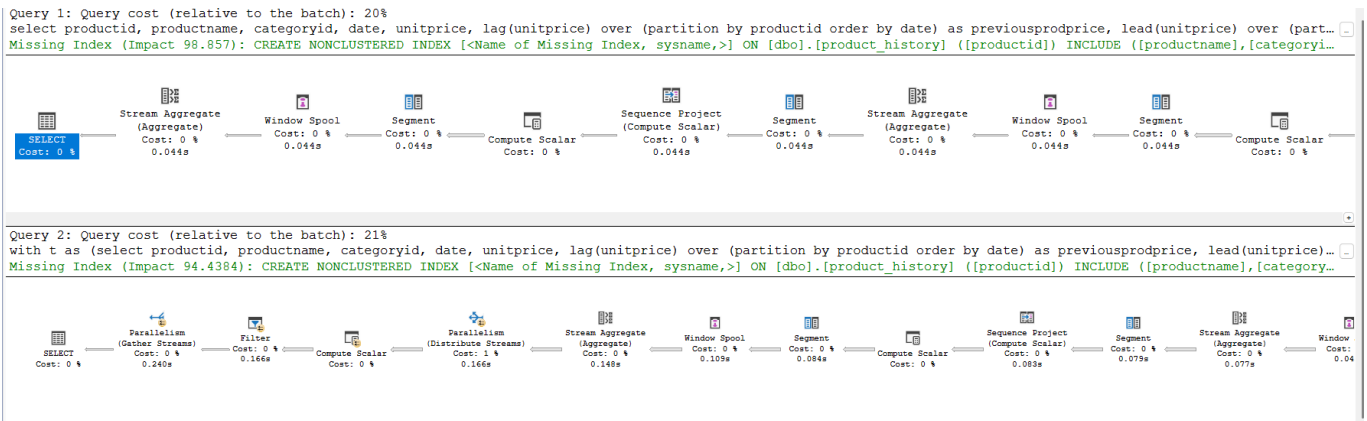 Query 1: Query cost (relative to the batch): 20%
select productid, productname, categoryid, date, unitprice, lag(unitprice) over (partition by productid order by date) as previousprodprice, lead(unitprice) over (part…
Missing Index (Impact 98.857): CREATE NONCLUSTERED INDEX [<Name of Missing Index, sysname,>] ON [dbo].[product_history] ([productid]) INCLUDE ([productname],[categoryi…
SELECT
Cost: 0 %
Stream Aggregate
(Aggregate)
Cost: 0 %
0.044s
Window Spool
Cost: 0 %
0.044s
Segment
Cost: 0 %
0.044s
Compute Scalar
Cost: 0 %
Sequence Project
(Compute Scalar)
Cost: 0 %
0.044s
Segment
Cost: 0 %
0.044s
Stream Aggregate
(Aggregate)
Cost: 0 %
0.044s
Window Spool
Cost: 0 %
0.044s
Segment
Cost: 0 %
0.044s
Compute Scalar
Cost: 0 %
Query 2: Query cost (relative to the batch): 21%
with t as (select productid, productname, categoryid, date, unitprice, lag(unitprice) over (partition by productid order by date) as previousprodprice, lead(unitprice)…
Missing Index (Impact 94.4384): CREATE NONCLUSTERED INDEX [<Name of Missing Index, sysname,>] ON [dbo].[product_history] ([productid]) INCLUDE ([productname],[category…
SELECT
Cost: 0 %
Parallelism
(Gather Streams)
Cost: 0 %
0.240s
Filter
Cost: 0 %
0.166s
Compute Scalar
Cost: 0 %
Parallelism
(Distribute Streams)
Cost: 1 %
0.166s
Stream Aggregate
(Aggregate)
Cost: 0 %
0.148s
Window Spool
Cost: 0 %
0.109s
Segment
Cost: 0 %
0.084s
Compute Scalar
Cost: 0 %
Sequence Project
(Compute Scalar)
Cost: 0 %
0.083s
Segment
Cost: 0 %
0.079s
Stream Aggregate
(Aggregate)
Cost: 0 %
0.077s
Window
Cost:
0.04